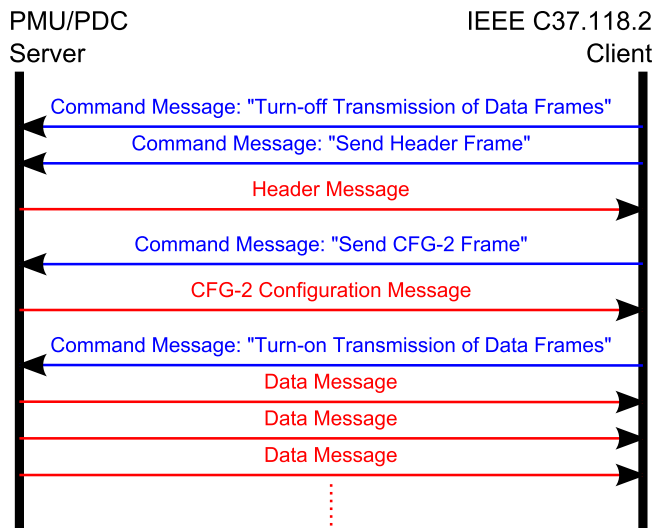 PMU/PDC
Server
IEEE C37.118.2
Client
Command Message: "Turn-off Transmission of Data Frames"
Command Message: "Send Header Frame"
Header Message
Command Message: "Send CFG-2 Frame"
CFG-2 Configuration Message
Command Message: "Turn-on Transmission of Data Frames"
Data Message
Data Message
Data Message